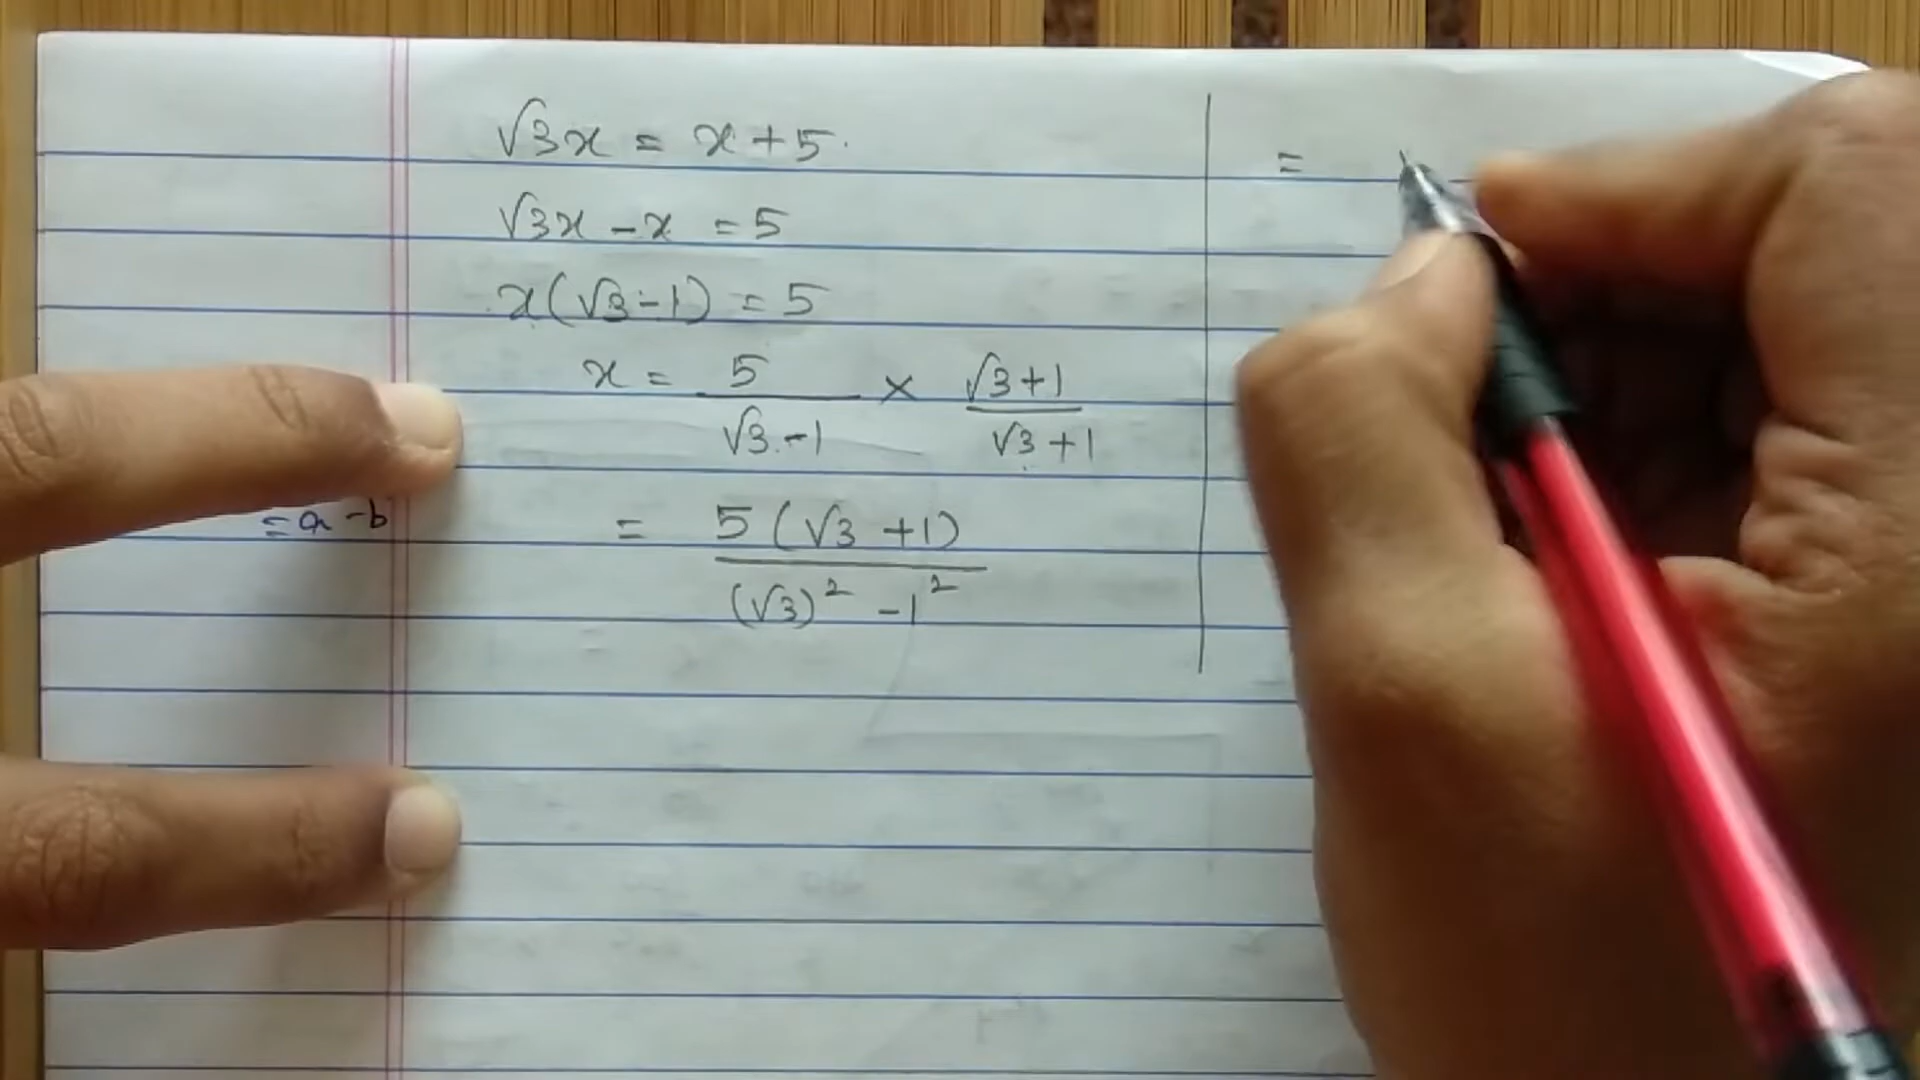 √3x = x + 5.
√3x - x = 5
x(√3 - 1) = 5
x = 5/(√3 - 1) × (√3 + 1)/(√3 + 1)
= a - b
= 5(√3 + 1)/((√3)² - 1²)
=